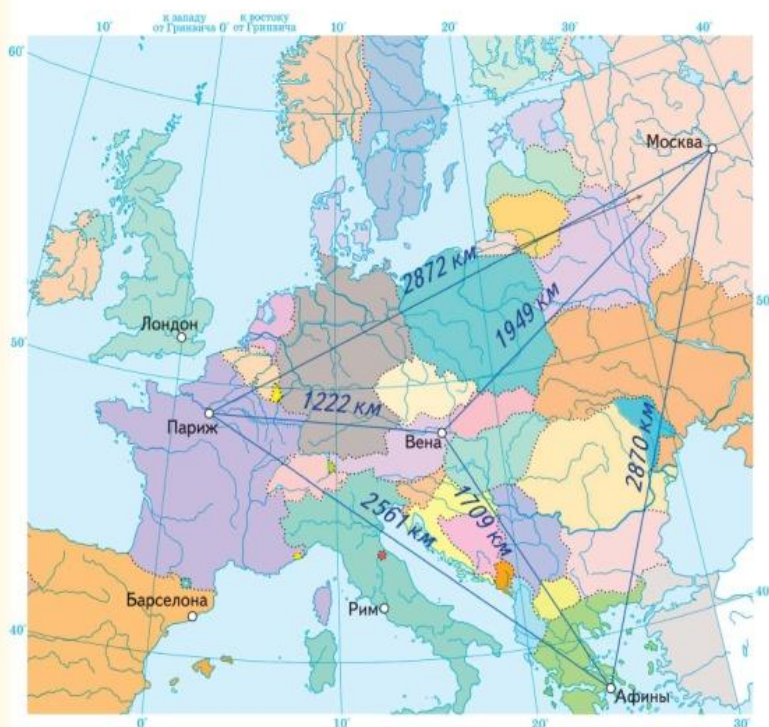 к западу к востоку
10° от Гринвича 0° от Гринвича 10° 20° 30° 40°
60°
Москва
2872 км
1949 км
50°
Лондон
50°
1222 км
Париж
Вена
2870 км
2561 км
1709 км
Барселона
Рим
40°
40°
Афины
0° 10° 20° 30°